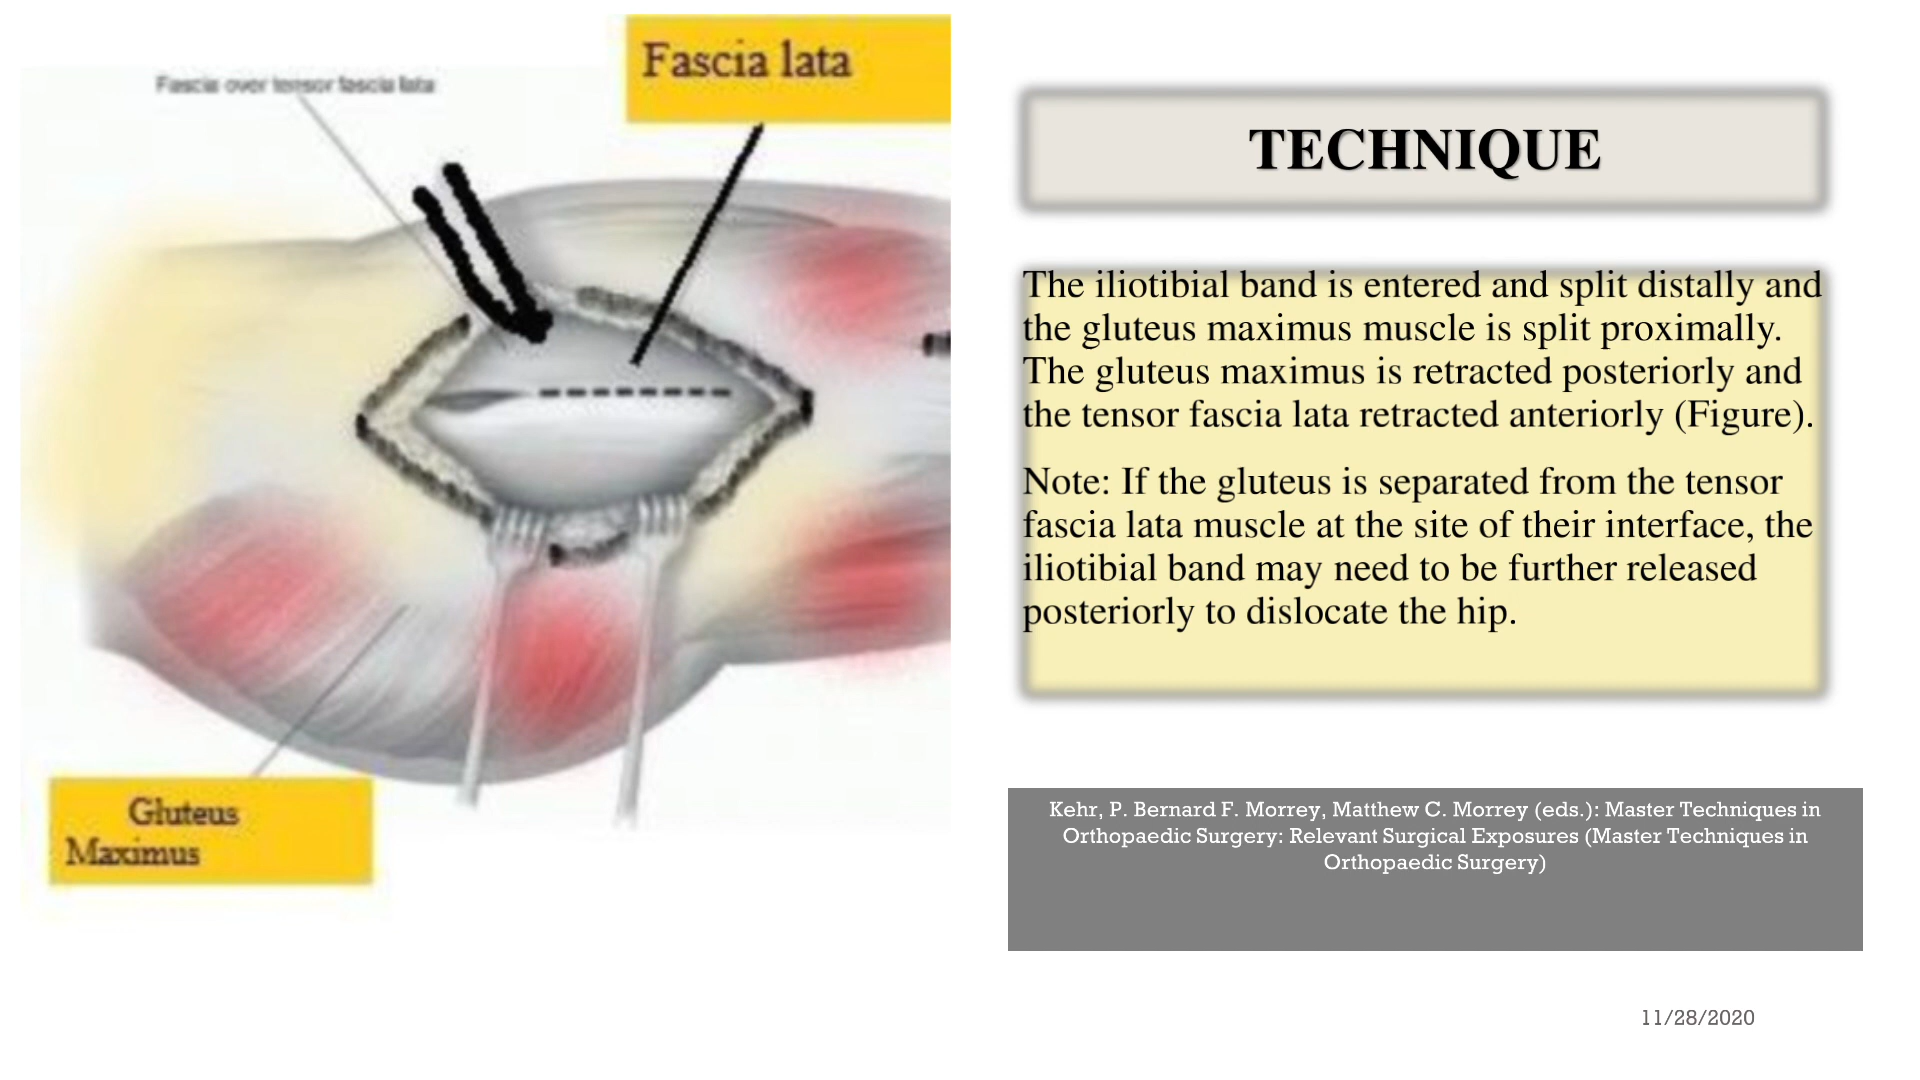 Fascia lata
Fascia over tensor fascia lata
Gluteus
Maximus
TECHNIQUE
The iliotibial band is entered and split distally and
the gluteus maximus muscle is split proximally.
The gluteus maximus is retracted posteriorly and
the tensor fascia lata retracted anteriorly (Figure).
Note: If the gluteus is separated from the tensor
fascia lata muscle at the site of their interface, the
iliotibial band may need to be further released
posteriorly to dislocate the hip.
Kehr, P. Bernard F. Morrey, Matthew C. Morrey (eds.): Master Techniques in
Orthopaedic Surgery: Relevant Surgical Exposures (Master Techniques in
Orthopaedic Surgery)
11/28/2020